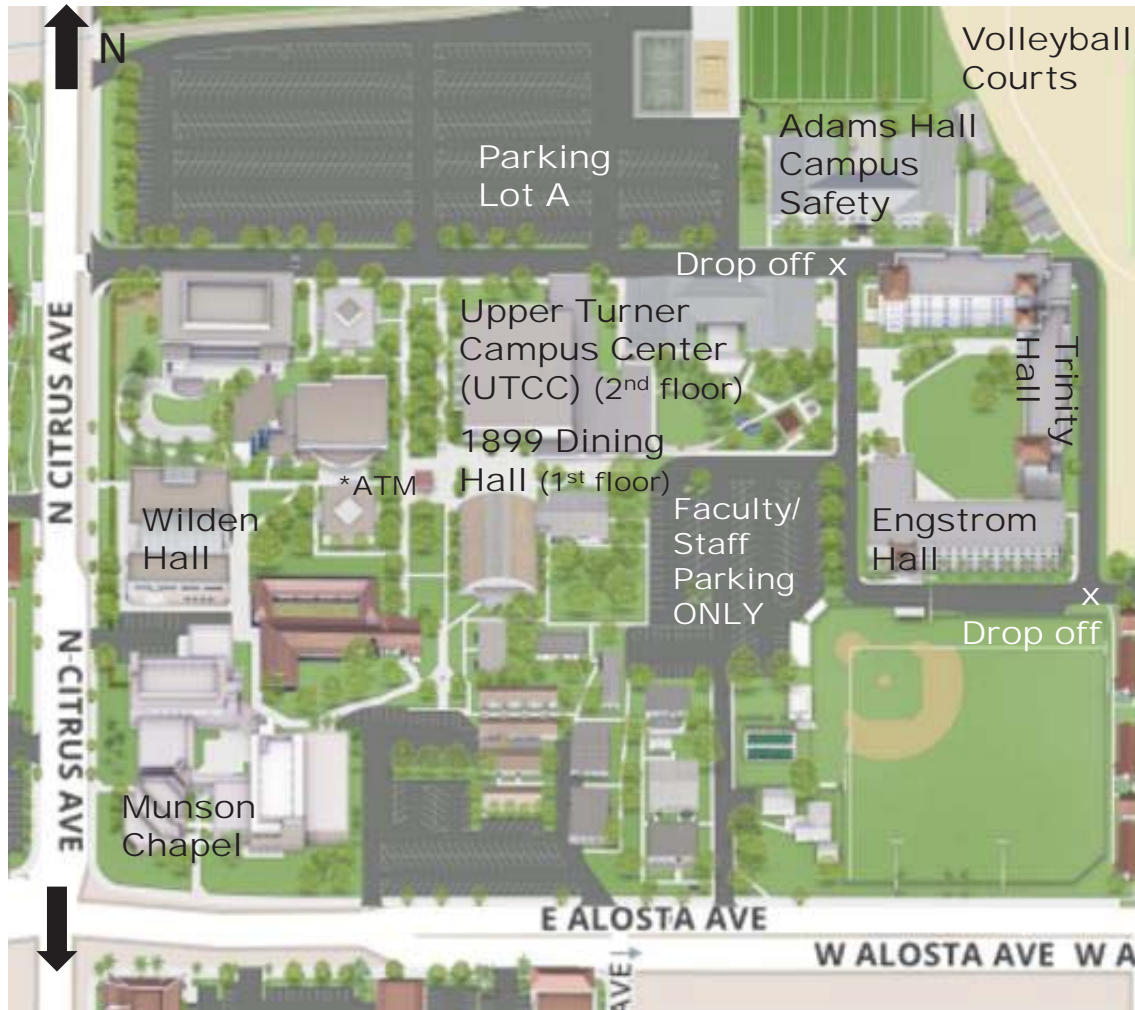 N
Volleyball
Courts
Adams Hall
Campus
Safety
Parking
Lot A
Drop off x
Upper Turner
Campus Center
(UTCC) (2nd floor)
1899 Dining
Hall (1st floor)
Trinity
Hall
N CITRUS AVE
*ATM
Wilden
Hall
Faculty/
Staff
Parking
ONLY
Engstrom
Hall
x
Drop off
N CITRUS AVE
Munson
Chapel
E ALOSTA AVE
W ALOSTA AVE W A
AVE